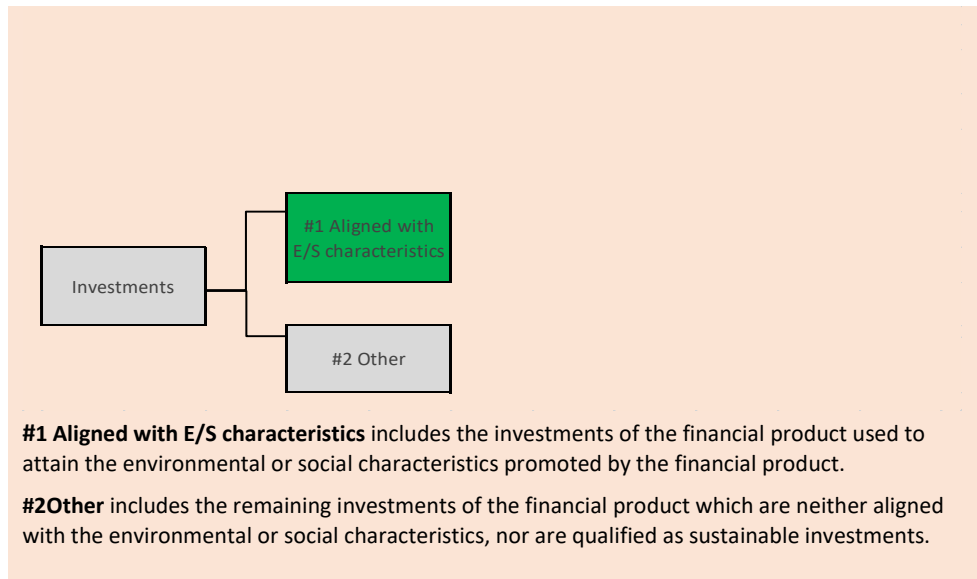 #1 Aligned with
E/S characteristics
Investments
#2 Other
#1 Aligned with E/S characteristics includes the investments of the financial product used to
attain the environmental or social characteristics promoted by the financial product.
#2Other includes the remaining investments of the financial product which are neither aligned
with the environmental or social characteristics, nor are qualified as sustainable investments.